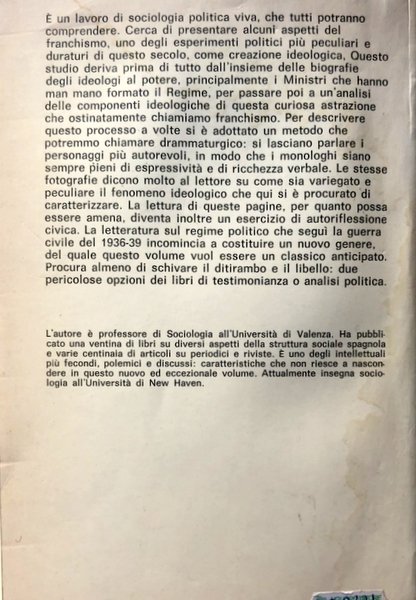 È un lavoro di sociologia politica viva, che tutti potranno
comprendere. Cerca di presentare alcuni aspetti del
franchismo, uno degli esperimenti politici più peculiari e
duraturi di questo secolo, come creazione ideologica, Questo
studio deriva prima di tutto dall'insieme delle biografie
degli ideologi al potere, principalmente i Ministri che hanno
man mano formato il Regime, per passare poi a un'analisi
delle componenti ideologiche di questa curiosa astrazione
che ostinatamente chiamiamo franchismo. Per descrivere
questo processo a volte si è adottato un metodo che
potremmo chiamare drammaturgico: si lasciano parlare i
personaggi più autorevoli, in modo che i monologhi siano
sempre pieni di espressività e di ricchezza verbale. Le stesse
fotografie dicono molto al lettore su come sia variegato e
peculiare il fenomeno ideologico che qui si è procurato di
caratterizzare. La lettura di queste pagine, per quanto possa
essere amena, diventa inoltre un esercizio di autoriflessione
civica. La letteratura sul regime politico che seguì la guerra
civile del 1936-39 incomincia a costituire un nuovo genere,
del quale questo volume vuol essere un classico anticipato.
Procura almeno di schivare il ditirambo e il libello: due
pericolose opzioni dei libri di testimonianza o analisi politica.
L'autore è professore di Sociologia all'Università di Valenza. Ha pubbli-
cato una ventina di libri su diversi aspetti della struttura sociale spagnola
e varie centinaia di articoli su periodici e riviste. È uno degli intellettuali
più fecondi, polemici e discussi: caratteristiche che non riesce a nascon-
dere in questo nuovo ed eccezionale volume. Attualmente insegna socio-
logia all'Università di New Haven.